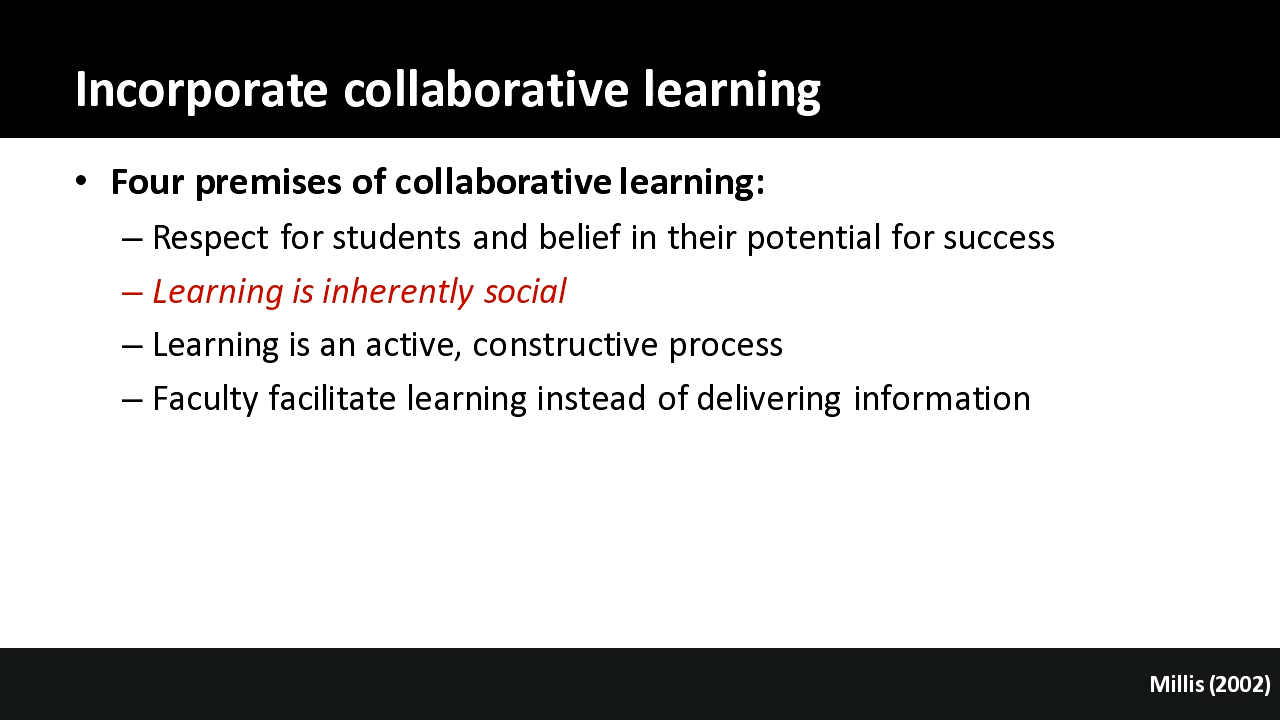 Incorporate collaborative learning
• Four premises of collaborative learning:
– Respect for students and belief in their potential for success
– Learning is inherently social
– Learning is an active, constructive process
– Faculty facilitate learning instead of delivering information
Millis (2002)